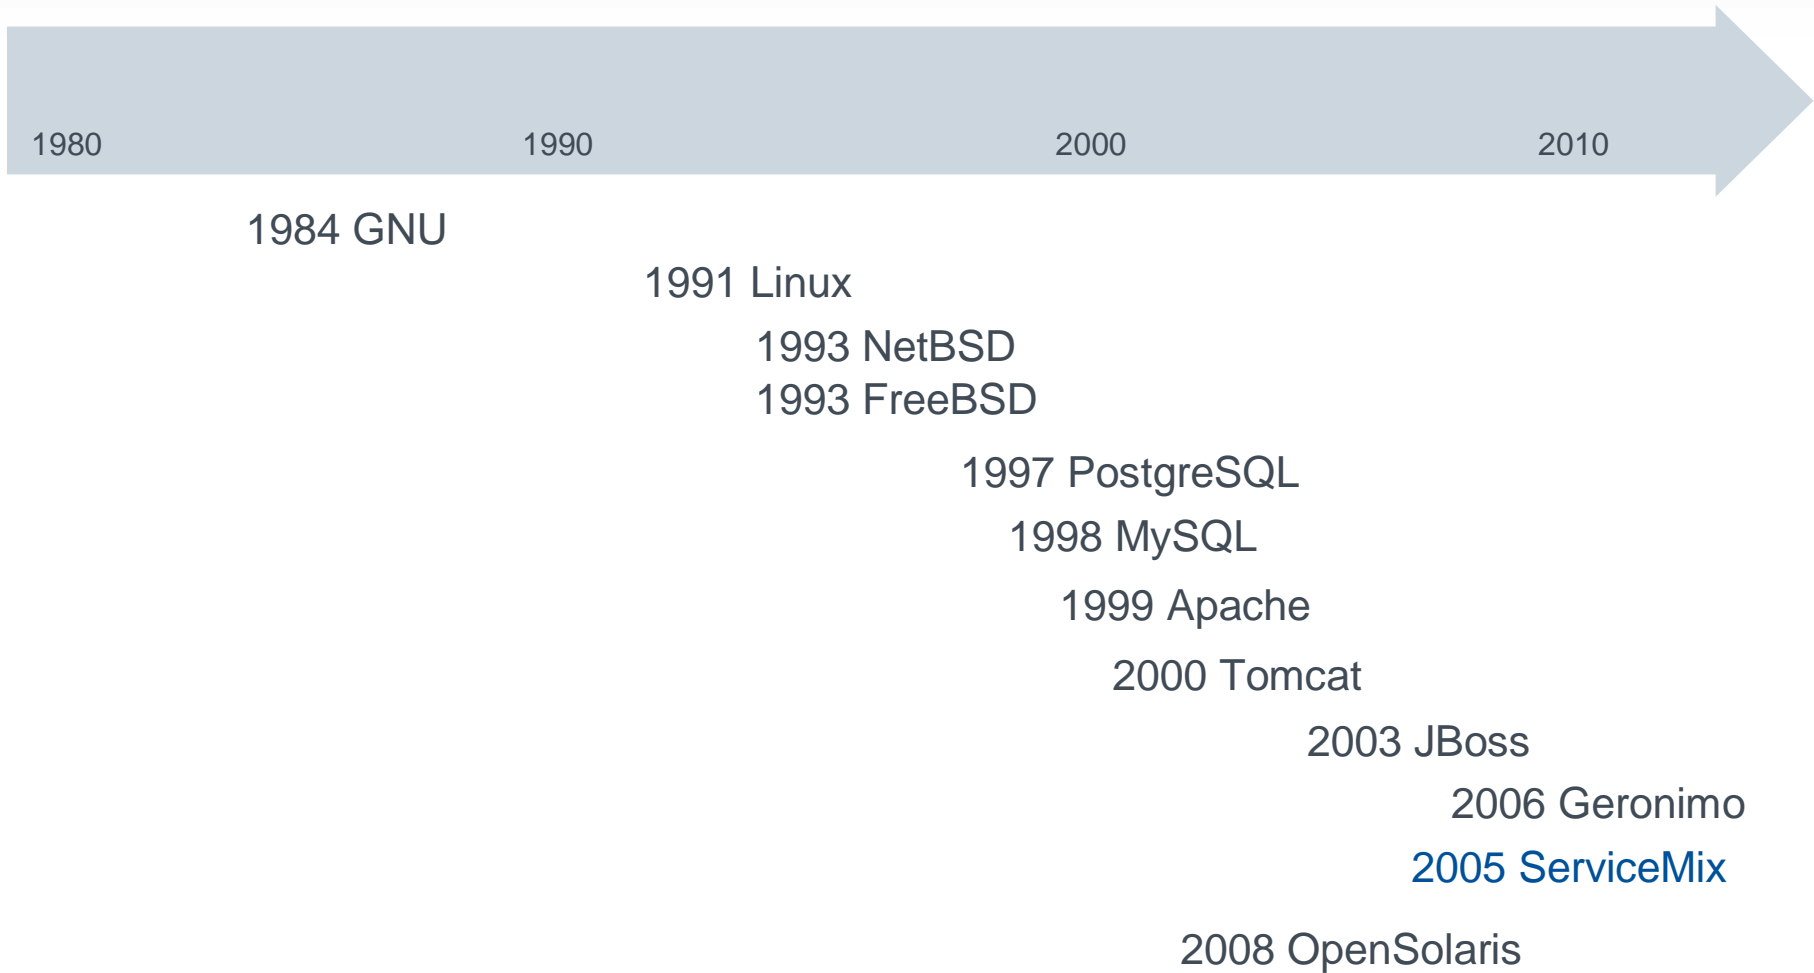 1980 1990 2000 2010
1984 GNU
1991 Linux
1993 NetBSD
1993 FreeBSD
1997 PostgreSQL
1998 MySQL
1999 Apache
2000 Tomcat
2003 JBoss
2006 Geronimo
2005 ServiceMix
2008 OpenSolaris